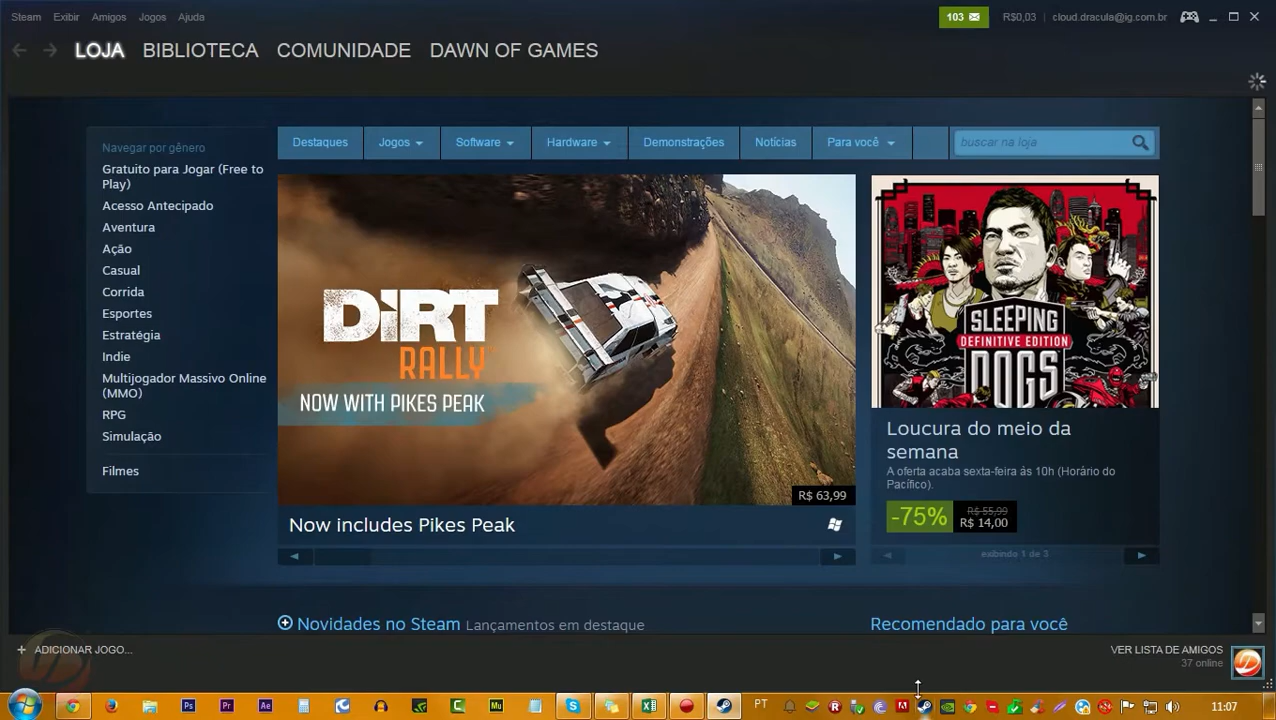 Steam Exibir Amigos Jogos Ajuda
103 R$0,03 cloud.dracula@ig.com.br
LOJA BIBLIOTECA COMUNIDADE DAWN OF GAMES
Destaques Jogos Software Hardware Demonstrações Notícias Para você buscar na loja
Navegar por gênero
Gratuito para Jogar (Free to
Play)
Acesso Antecipado
Aventura
Ação
Casual
Corrida
Esportes
Estratégia
Indie
Multijogador Massivo Online
(MMO)
RPG
Simulação
Filmes
DiRT
RALLY
NOW WITH PIKES PEAK
R$ 63,99
Now includes Pikes Peak
SLEEPING
DEFINITIVE EDITION
DOGS
Loucura do meio da
semana
A oferta acaba sexta-feira às 10h (Horário do
Pacífico).
-75%
R$ 55,99
R$ 14,00
exibindo 1 de 3
Novidades no Steam Lançamentos em destaque
Recomendado para você
+ ADICIONAR JOGO...
VER LISTA DE AMIGOS
37 online
Ps Pr Ae Mu PT 11:07